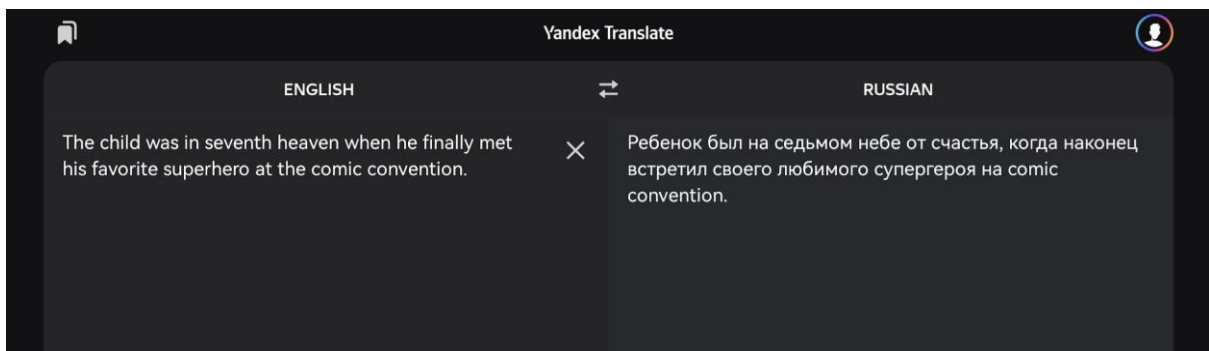 Yandex Translate
ENGLISH
RUSSIAN
The child was in seventh heaven when he finally met
his favorite superhero at the comic convention.
Ребенок был на седьмом небе от счастья, когда наконец
встретил своего любимого супергероя на comic
convention.